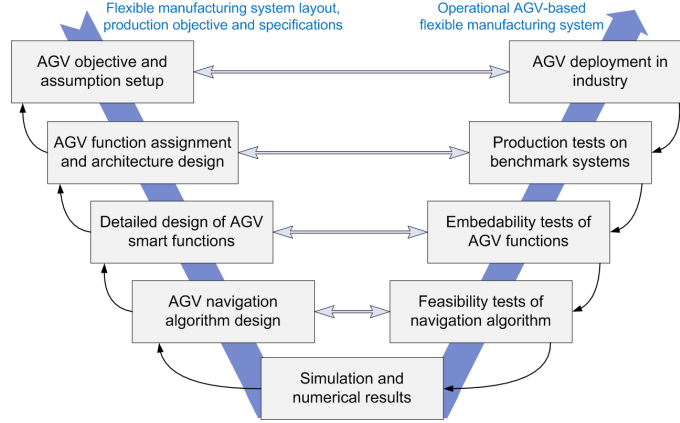 Flexible manufacturing system layout,
production objective and specifications
Operational AGV-based
flexible manufacturing system
AGV objective and
assumption setup
AGV deployment in
industry
AGV function assignment
and architecture design
Production tests on
benchmark systems
Detailed design of AGV
smart functions
Embedability tests of
AGV functions
AGV navigation
algorithm design
Feasibility tests of
navigation algorithm
Simulation and
numerical results